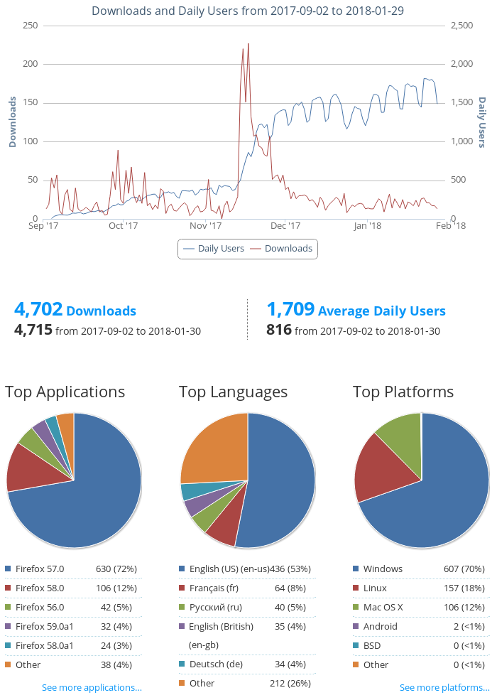 Downloads and Daily Users from 2017-09-02 to 2018-01-29
250 2,500
200 2,000
150 1,500
100 1,000
50 500
0 0
Downloads
Daily Users
Sep '17 Oct '17 Nov '17 Dec '17 Jan '18 Feb '18
Daily Users Downloads
4,702 Downloads
4,715 from 2017-09-02 to 2018-01-30
1,709 Average Daily Users
816 from 2017-09-02 to 2018-01-30
Top Applications
Firefox 57.0 630 (72%)
Firefox 58.0 106 (12%)
Firefox 56.0 42 (5%)
Firefox 59.0a1 32 (4%)
Firefox 58.0a1 24 (3%)
Other 38 (4%)
See more applications...
Top Languages
English (US) (en-us) 436 (53%)
Français (fr) 64 (8%)
Русский (ru) 40 (5%)
English (British) 35 (4%)
(en-gb)
Deutsch (de) 34 (4%)
Other 212 (26%)
Top Platforms
Windows 607 (70%)
Linux 157 (18%)
Mac OS X 106 (12%)
Android 2 (<1%)
BSD 0 (<1%)
Other 0 (<1%)
See more platforms...